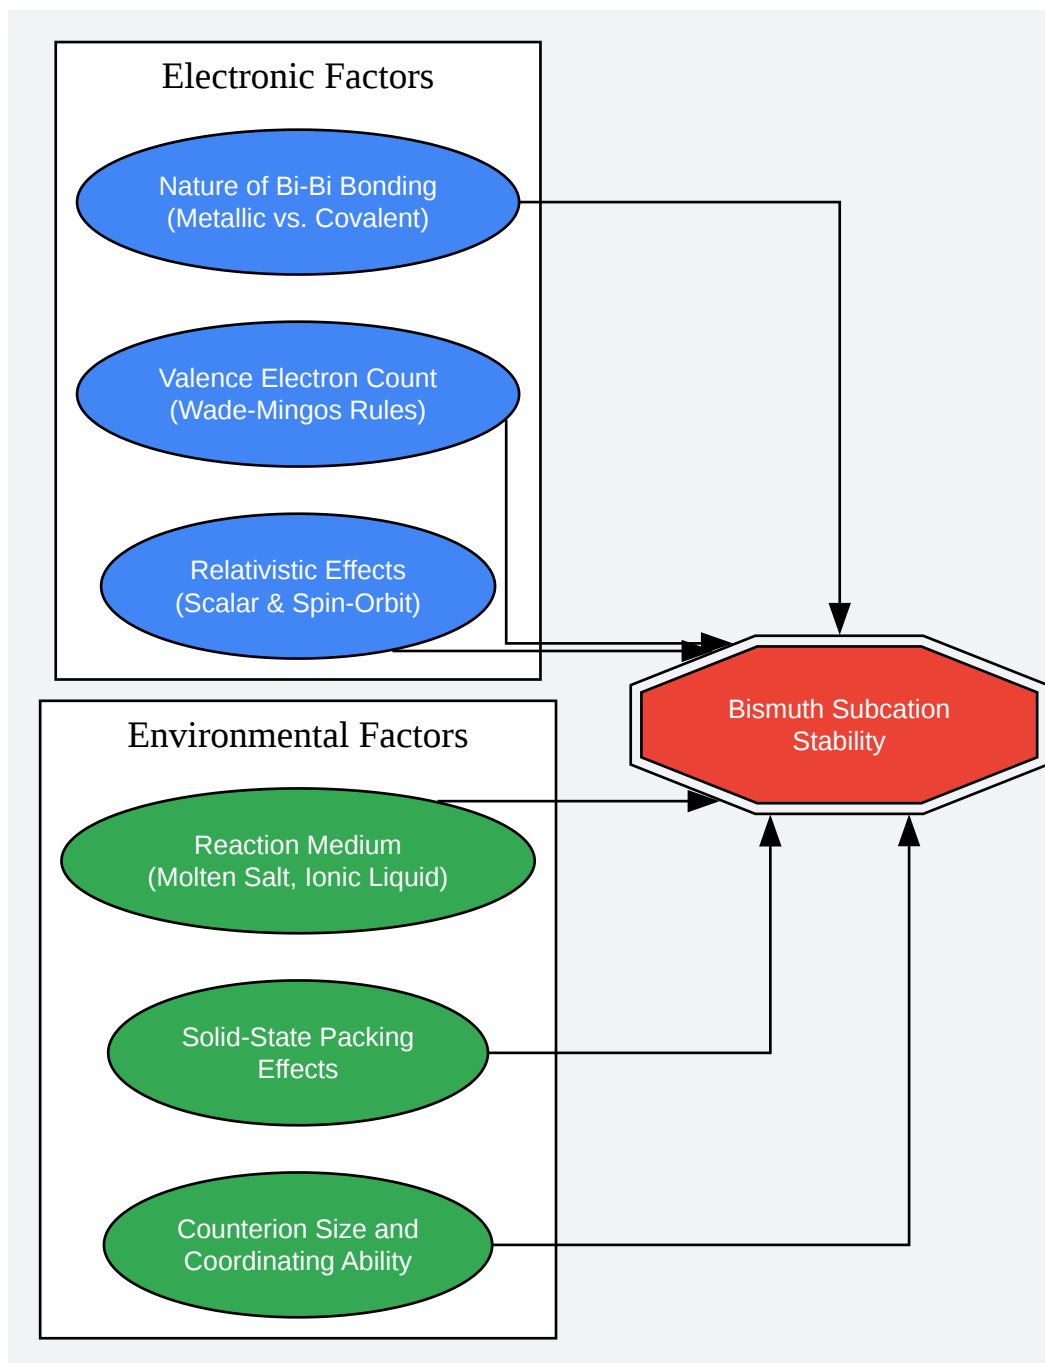 Electronic Factors
Nature of Bi-Bi Bonding
(Metallic vs. Covalent)
Valence Electron Count
(Wade-Mingos Rules)
Relativistic Effects
(Scalar & Spin-Orbit)
Bismuth Subcation
Stability
Environmental Factors
Reaction Medium
(Molten Salt, Ionic Liquid)
Solid-State Packing
Effects
Counterion Size and
Coordinating Ability